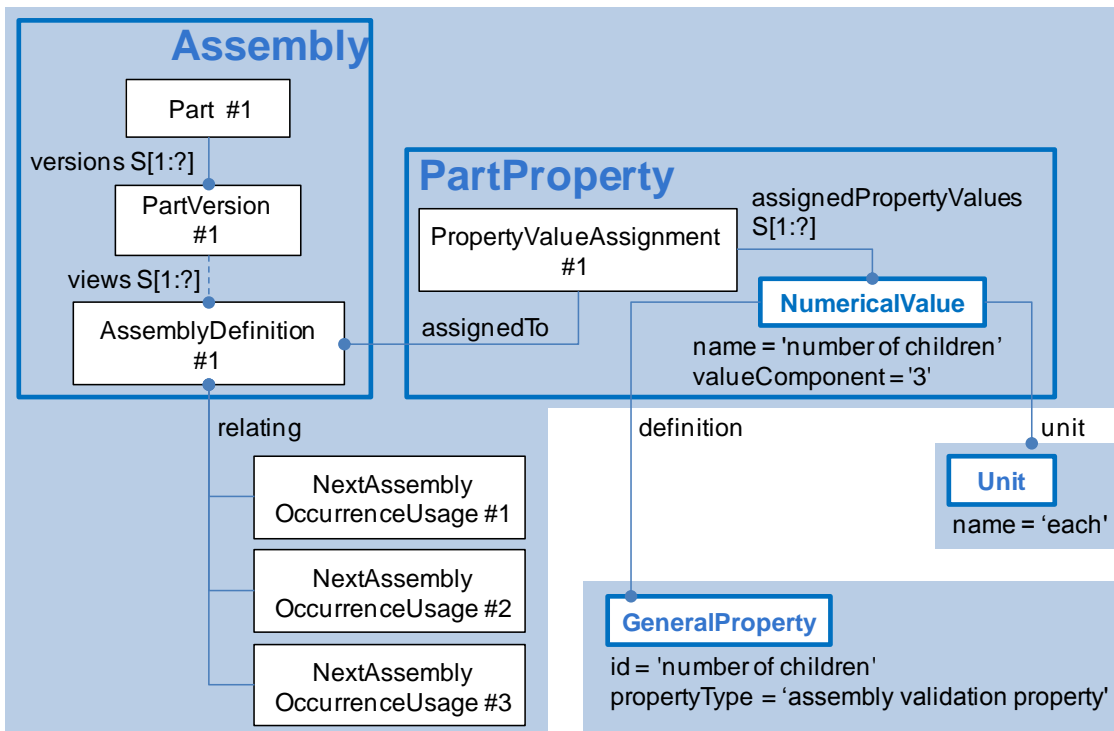 Assembly
Part #1
versions S[1:?]
PartVersion
#1
views S[1:?]
AssemblyDefinition
#1
PartProperty
PropertyValueAssignment
#1
assignedPropertyValues
S[1:?]
assignedTo
NumericalValue
name = 'number of children’
valueComponent = '3'
relating
definition
unit
NextAssembly
OccurrenceUsage #1
NextAssembly
OccurrenceUsage #2
NextAssembly
OccurrenceUsage #3
Unit
name = ‘each'
GeneralProperty
id = 'number of children'
propertyType = ‘assembly validation property'